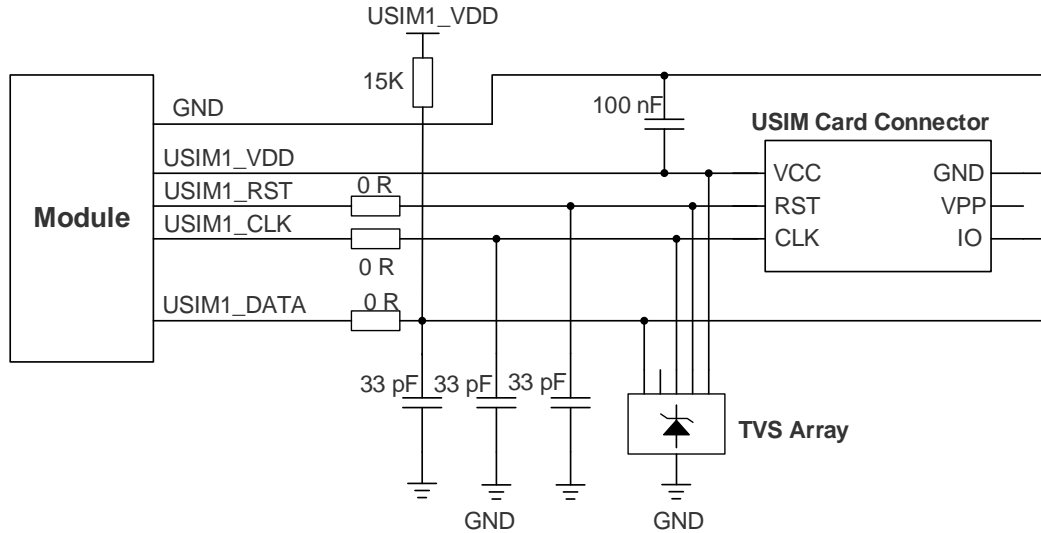 USIM1_VDD
15K
GND
100 nF
USIM Card Connector
USIM1_VDD
VCC
GND
USIM1_RST
0 R
RST
VPP
Module
USIM1_CLK
CLK
IO
0 R
USIM1_DATA
0 R
33 pF
33 pF
33 pF
TVS Array
GND
GND